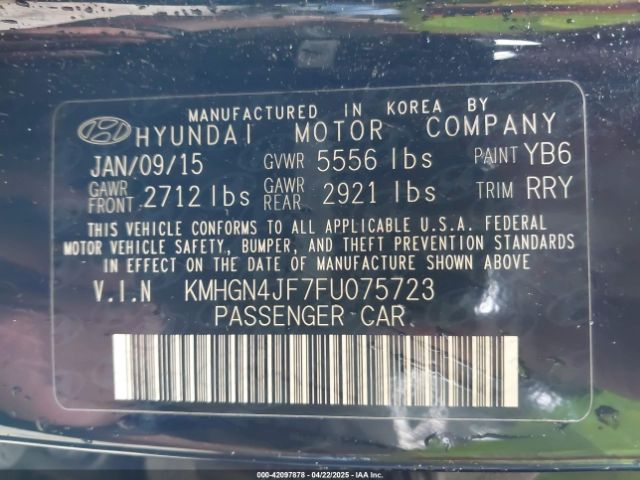 MANUFACTURED IN KOREA BY
HYUNDAI MOTOR COMPANY
JAN/09/15 GVWR 5556 lbs PAINT YB6
GAWR FRONT 2712 lbs GAWR REAR 2921 lbs TRIM RRY
THIS VEHICLE CONFORMS TO ALL APPLICABLE U.S.A. FEDERAL
MOTOR VEHICLE SAFETY, BUMPER, AND THEFT PREVENTION STANDARDS
IN EFFECT ON THE DATE OF MANUFACTURE SHOWN ABOVE.
V.I.N KMHGN4JF7FU075723
PASSENGER CAR
000-42097878 04/22/2025 - IAA Inc.